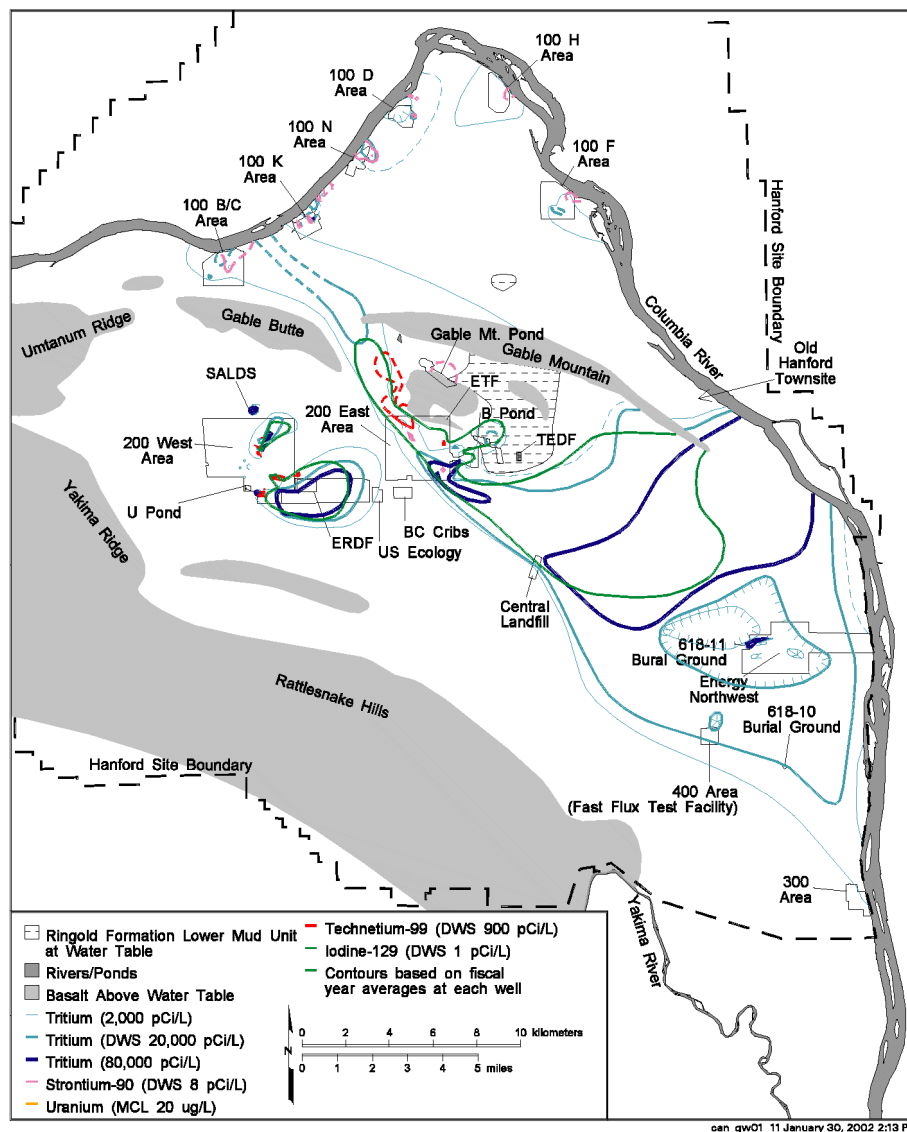 100 H
Area
100 D
Area
100 N
Area
100 K
Area
100 F
Area
100 B/C
Area
Hanford Site
Boundary
Columbia River
Umtanum Ridge
Gable Butte
Gable Mt. Pond
Gable Mountain
Old
Hanford
Townsite
SALDS
ETF
200 East
Area
B Pond
TEDF
200 West
Area
U Pond
ERDF
BC Cribs
US Ecology
Yakima Ridge
Central
Landfill
618-11
Bural Ground
Energy
Northwest
Rattlesnake Hills
618-10
Burial Ground
Hanford Site Boundary
400 Area
(Fast Flux Test Facility)
300
Area
Yakima River
Ringold Formation Lower Mud Unit
at Water Table
Rivers/Ponds
Basalt Above Water Table
Tritium (2,000 pCi/L)
Tritium (DWS 20,000 pCi/L)
Tritium (80,000 pCi/L)
Strontium-90 (DWS 8 pCi/L)
Uranium (MCL 20 ug/L)
Technetium-99 (DWS 900 pCi/L)
Iodine-129 (DWS 1 pCi/L)
Contours based on fiscal
year averages at each well
0 2 4 6 8 10 kilometers
N
0 1 2 3 4 5 miles
can_gw01_11 January 30, 2002 2:13 P